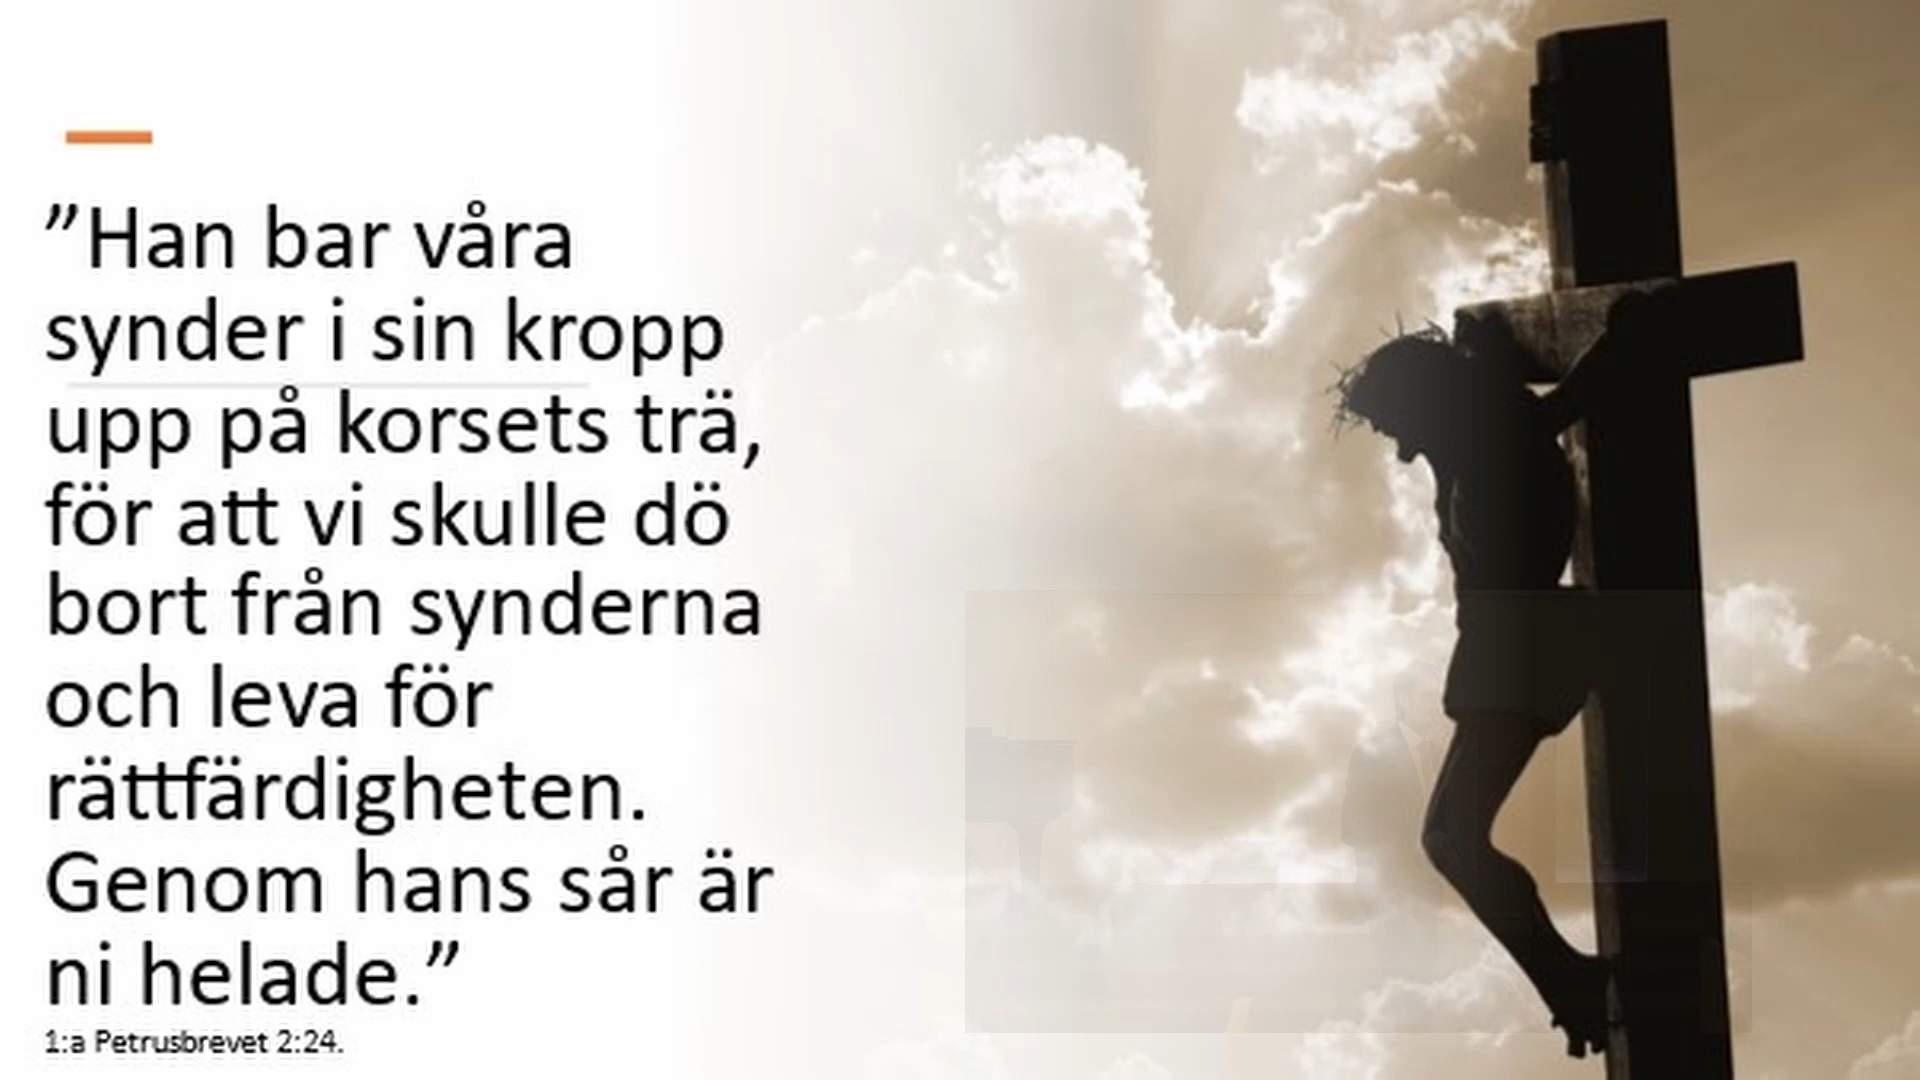 ”Han bar våra
synder i sin kropp
upp på korsets trä,
för att vi skulle dö
bort från synderna
och leva för
rättfärdigheten.
Genom hans sår är
ni helade.”
1:a Petrusbrevet 2:24.